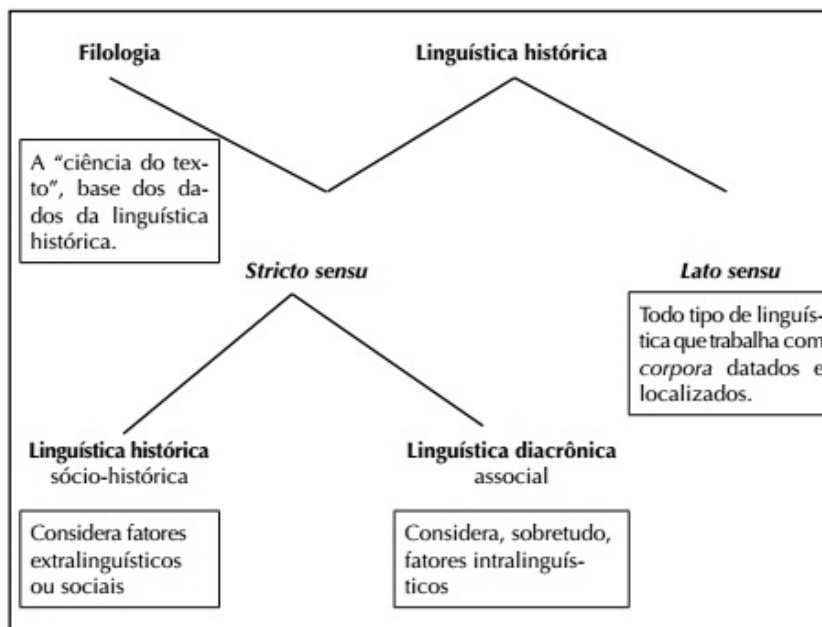 Filologia
Linguística histórica
A “ciência do tex-
to”, base dos da-
dos da linguística
histórica.
Stricto sensu
Lato sensu
Todo tipo de linguís-
tica que trabalha com
corpora datados e
localizados.
Linguística histórica
sócio-histórica
Linguística diacrônica
associal
Considera fatores
extralinguísticos
ou sociais
Considera, sobretudo,
fatores intralinguís-
ticos